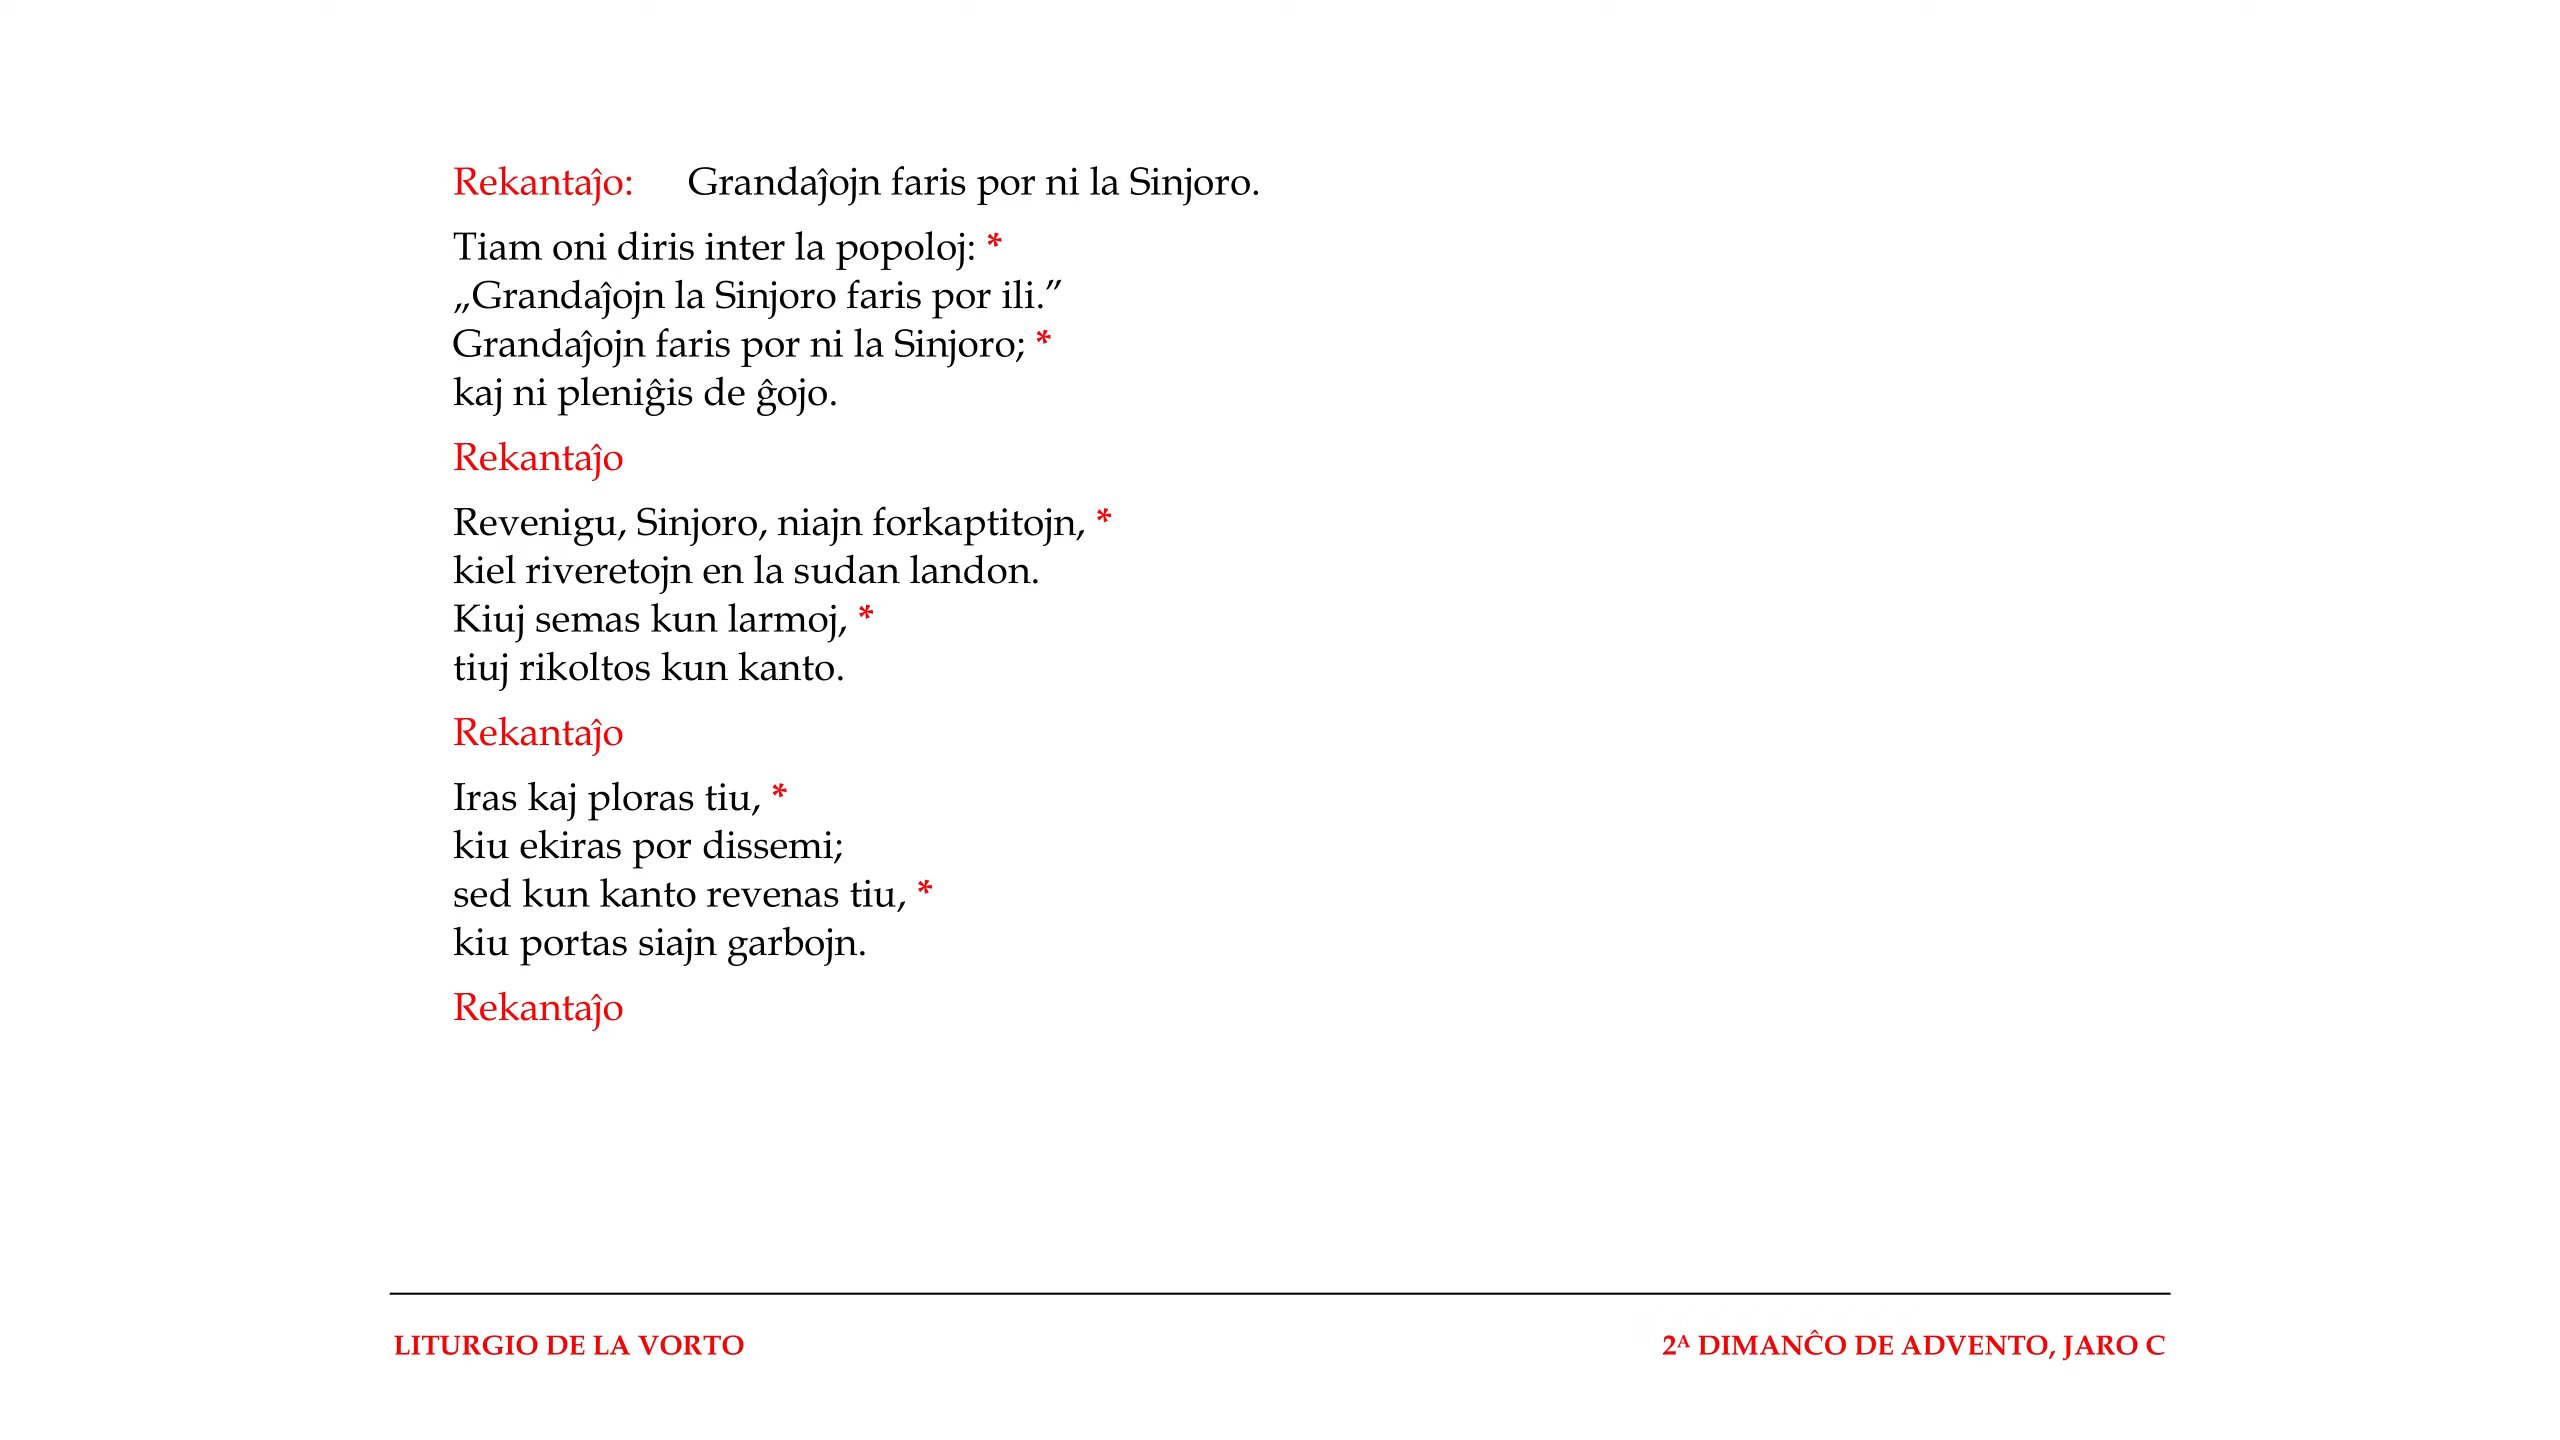 Rekantaĵo: Grandaĵojn faris por ni la Sinjoro.
Tiam oni diris inter la popoloj: *
„Grandaĵojn la Sinjoro faris por ili.”
Grandaĵojn faris por ni la Sinjoro; *
kaj ni pleniĝis de ĝojo.
Rekantaĵo
Revenigu, Sinjoro, niajn forkaptitojn, *
kiel riveretojn en la sudan landon.
Kiuj semas kun larmoj, *
tiuj rikoltos kun kanto.
Rekantaĵo
Iras kaj ploras tiu, *
kiu ekiras por dissemi;
sed kun kanto revenas tiu, *
kiu portas siajn garbojn.
Rekantaĵo
LITURGIO DE LA VORTO
2ᴬ DIMANĈO DE ADVENTO, JARO C